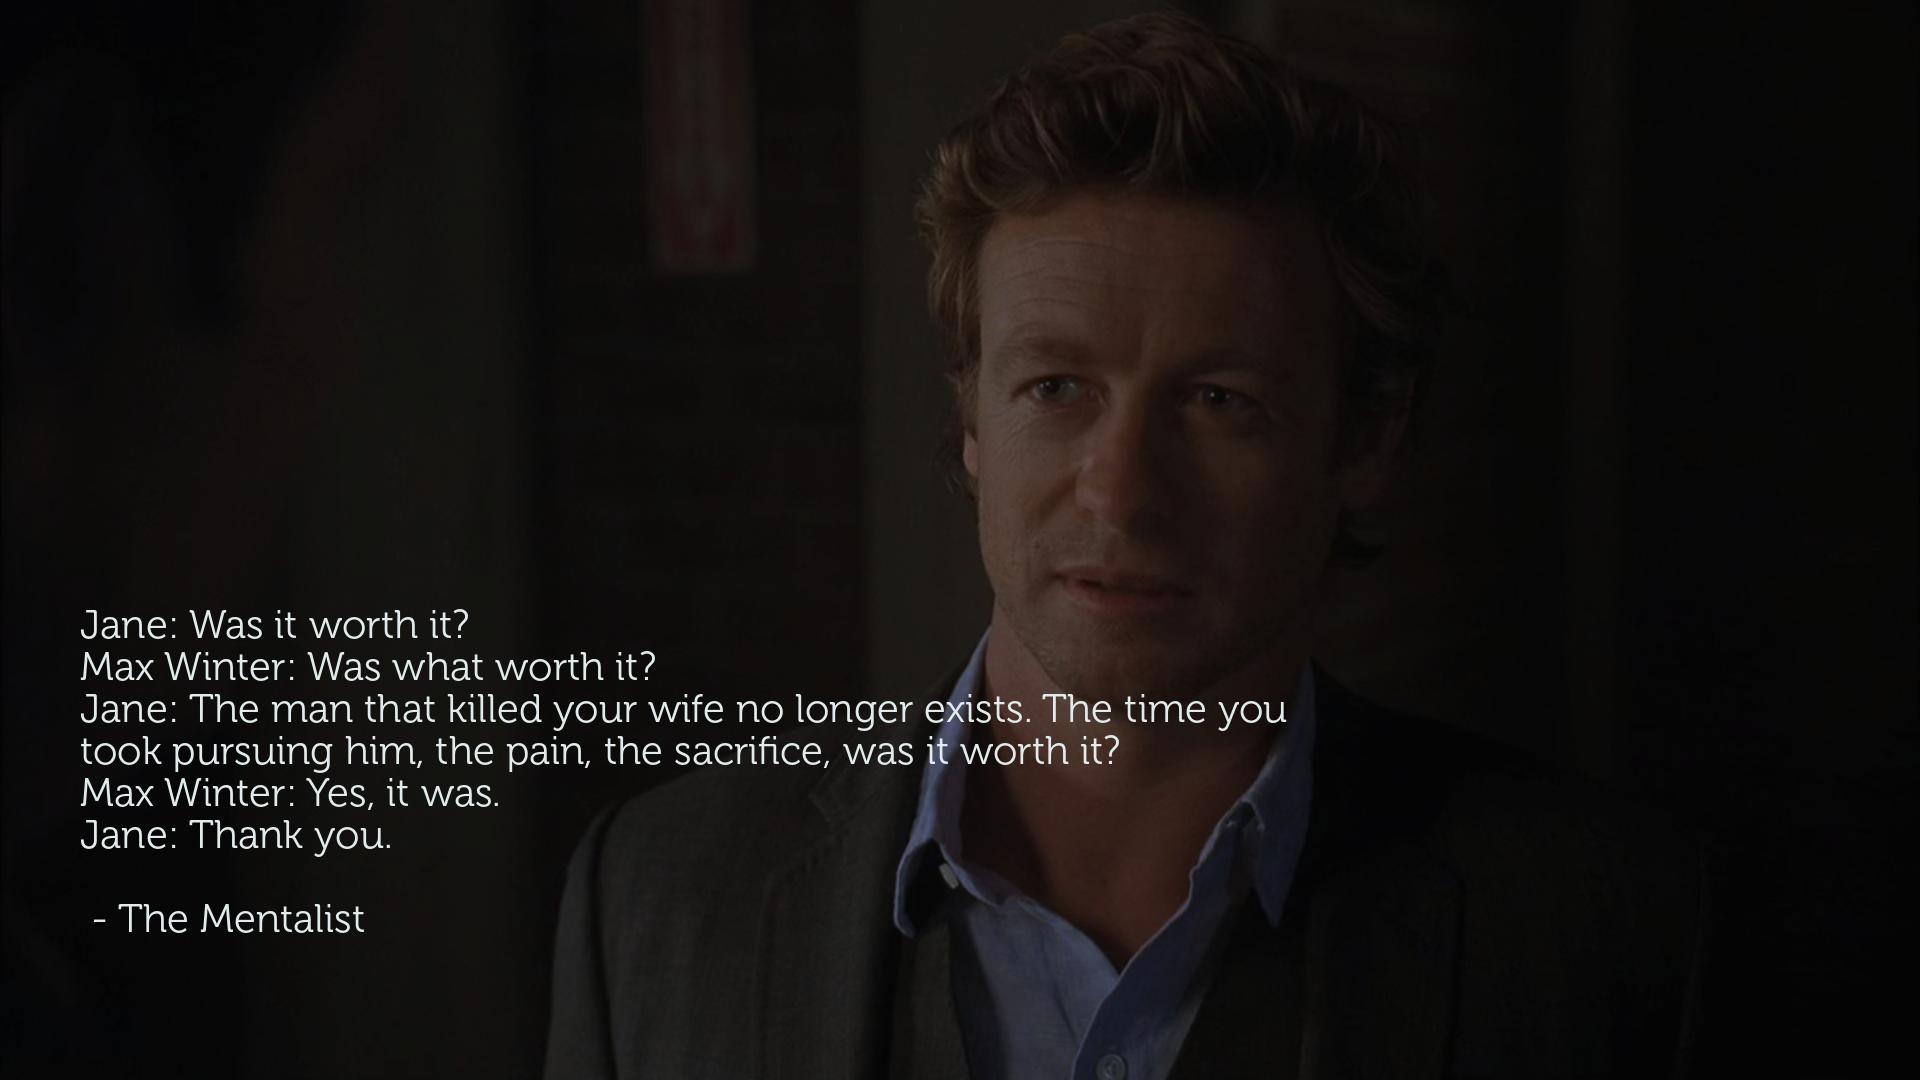 Jane: Was it worth it?
Max Winter: Was what worth it?
Jane: The man that killed your wife no longer exists. The time you
took pursuing him, the pain, the sacrifice, was it worth it?
Max Winter: Yes, it was.
Jane: Thank you.
- The Mentalist